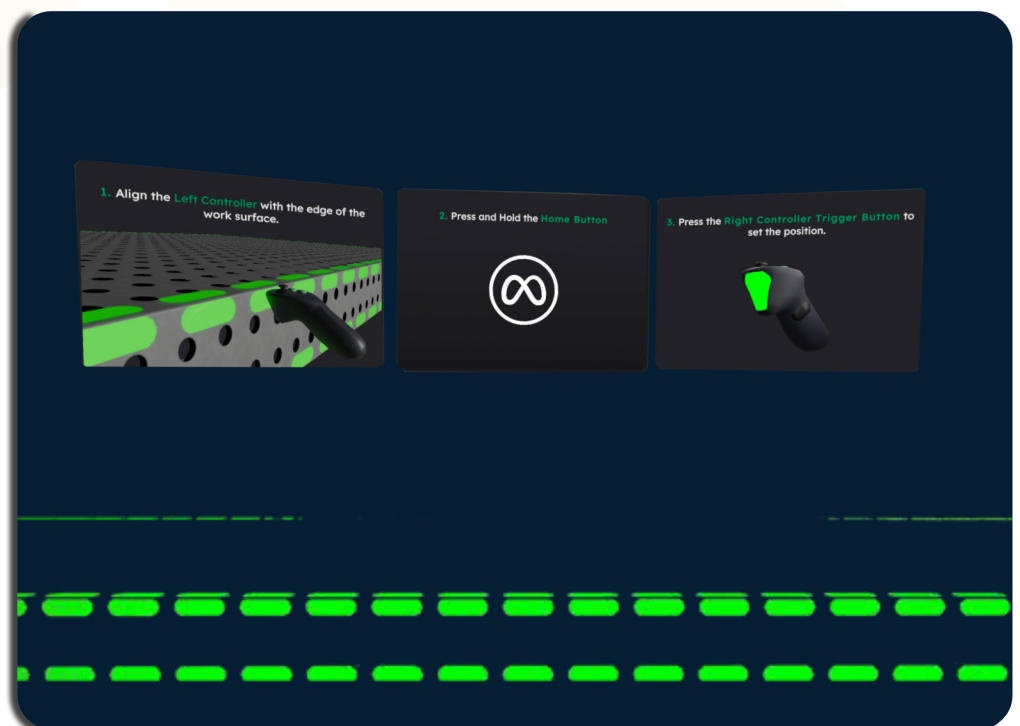 1. Align the Left Controller with the edge of the
work surface.
2. Press and Hold the Home Button
3. Press the Right Controller Trigger Button to
set the position.